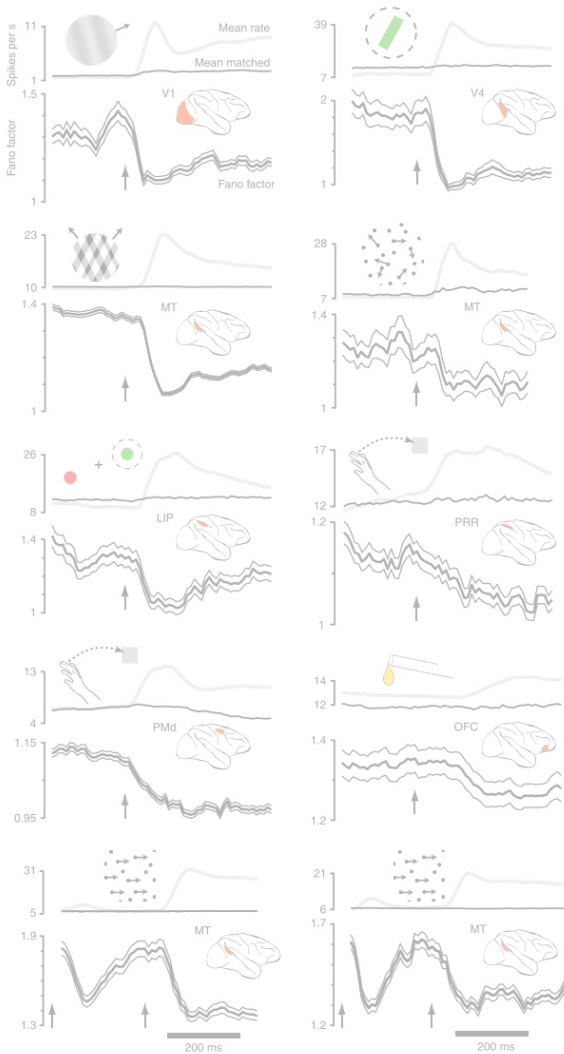 Spikes per s
11
1
Mean rate
Mean matched
39
7
Fano factor
1.5
1
V1
Fano factor
2
1
V4
23
10
28
7
1.4
1
MT
1.4
1
MT
26
8
+
17
12
1.4
1
LIP
1.2
1
PRR
13
4
14
12
1.15
0.95
PMd
1.4
1.2
OFC
31
5
21
6
1.9
1.3
MT
1.7
1.2
MT
200 ms
200 ms